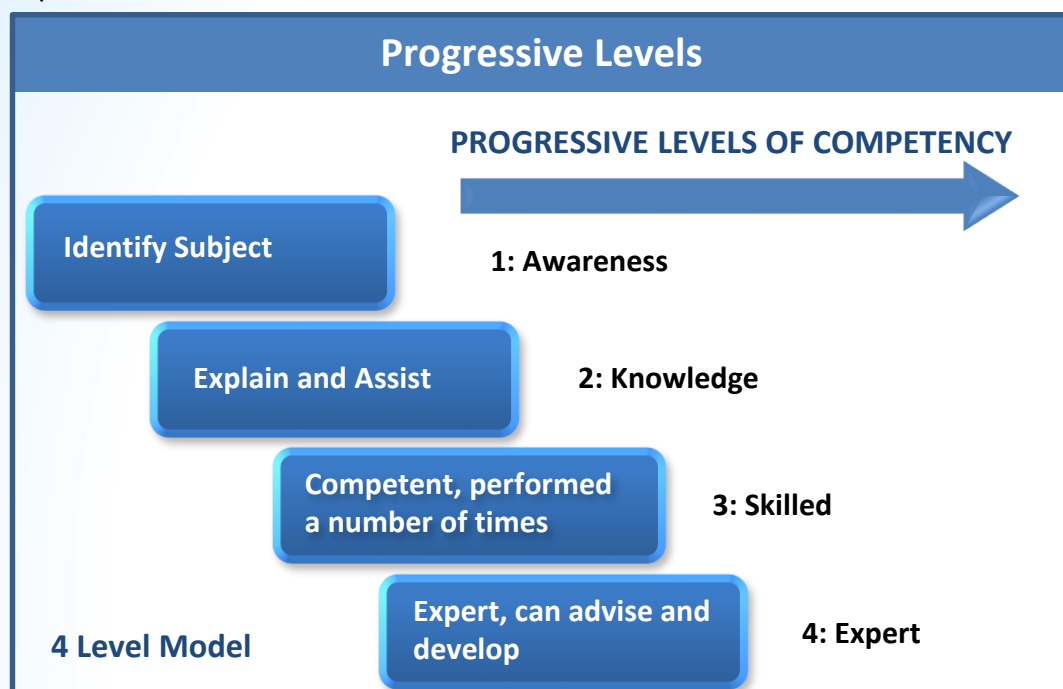 Progressive Levels
PROGRESSIVE LEVELS OF COMPETENCY
Identify Subject
1: Awareness
Explain and Assist
2: Knowledge
Competent, performed
a number of times
3: Skilled
Expert, can advise and
develop
4: Expert
4 Level Model